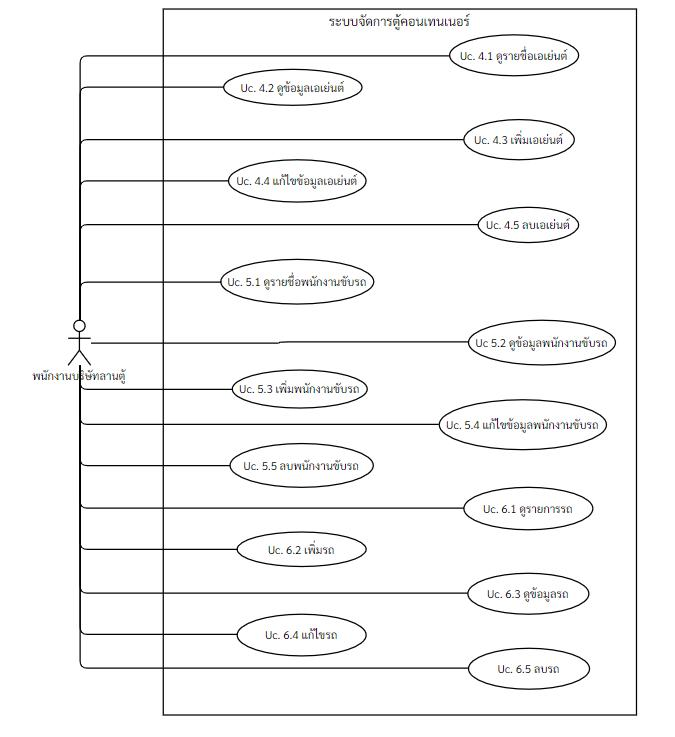 ระบบจัดการตู้คอนเทนเนอร์
Uc. 4.1 ดูรายชื่อเอเย่นต์
Uc. 4.2 ดูข้อมูลเอเย่นต์
Uc. 4.3 เพิ่มเอเย่นต์
Uc. 4.4 แก้ไขข้อมูลเอเย่นต์
Uc. 4.5 ลบเอเย่นต์
Uc. 5.1 ดูรายชื่อพนักงานขับรถ
Uc 5.2 ดูข้อมูลพนักงานขับรถ
พนักงานบริษัทลานตู้
Uc. 5.3 เพิ่มพนักงานขับรถ
Uc. 5.4 แก้ไขข้อมูลพนักงานขับรถ
Uc. 5.5 ลบพนักงานขับรถ
Uc. 6.1 ดูรายการรถ
Uc. 6.2 เพิ่มรถ
Uc. 6.3 ดูข้อมูลรถ
Uc. 6.4 แก้ไขรถ
Uc. 6.5 ลบรถ